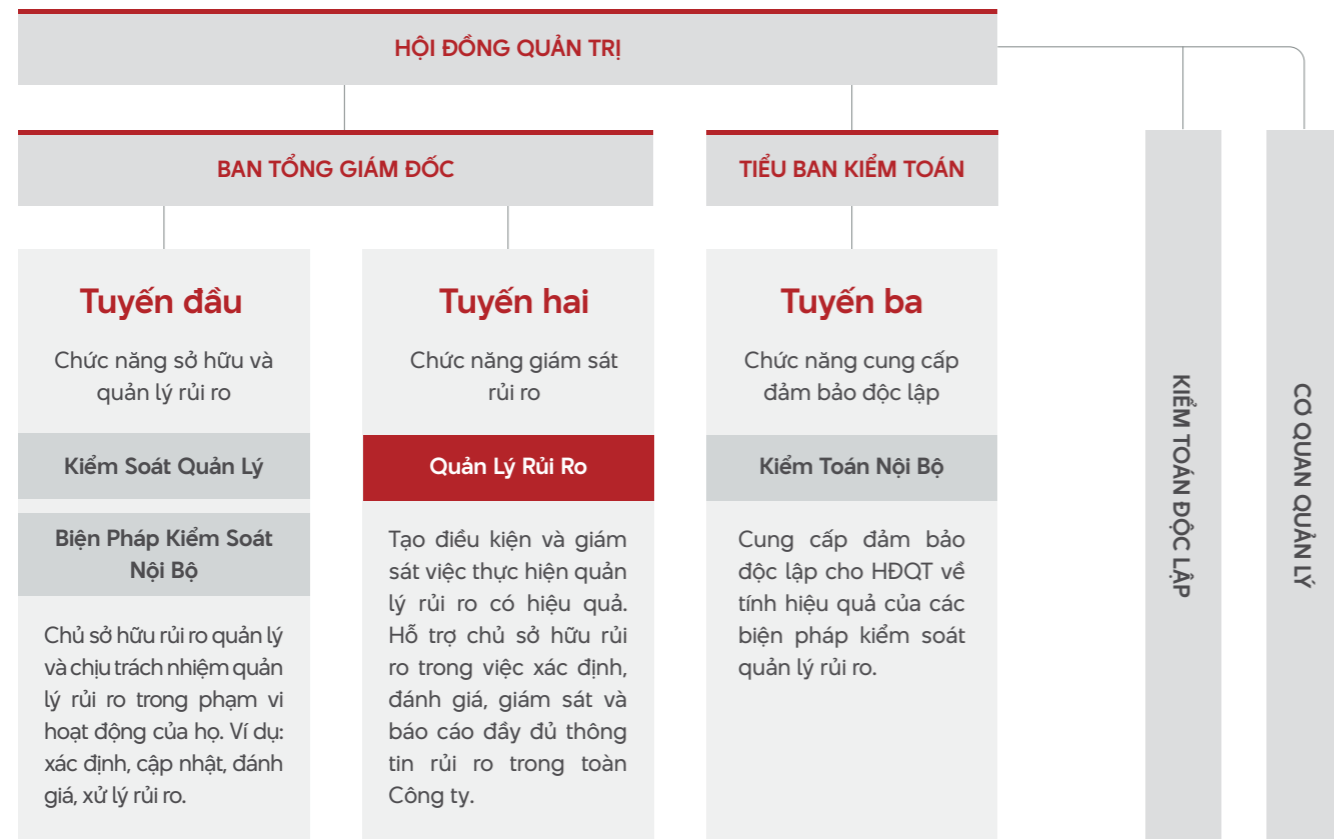 HỘI ĐỒNG QUẢN TRỊ
BAN TỔNG GIÁM ĐỐC
TIỂU BAN KIỂM TOÁN
Tuyến đầu
Chức năng sở hữu và
quản lý rủi ro
Kiểm Soát Quản Lý
Biện Pháp Kiểm Soát
Nội Bộ
Chủ sở hữu rủi ro quản lý
và chịu trách nhiệm quản
lý rủi ro trong phạm vi
hoạt động của họ. Ví dụ:
xác định, cập nhật, đánh
giá, xử lý rủi ro.
Tuyến hai
Chức năng giám sát
rủi ro
Quản Lý Rủi Ro
Tạo điều kiện và giám
sát việc thực hiện quản
lý rủi ro có hiệu quả.
Hỗ trợ chủ sở hữu rủi
ro trong việc xác định,
đánh giá, giám sát và
báo cáo đầy đủ thông
tin rủi ro trong toàn
Công ty.
Tuyến ba
Chức năng cung cấp
đảm bảo độc lập
Kiểm Toán Nội Bộ
Cung cấp đảm bảo
độc lập cho HĐQT về
tính hiệu quả của các
biện pháp kiểm soát
quản lý rủi ro.
KIỂM TOÁN ĐỘC LẬP
CƠ QUAN QUẢN LÝ